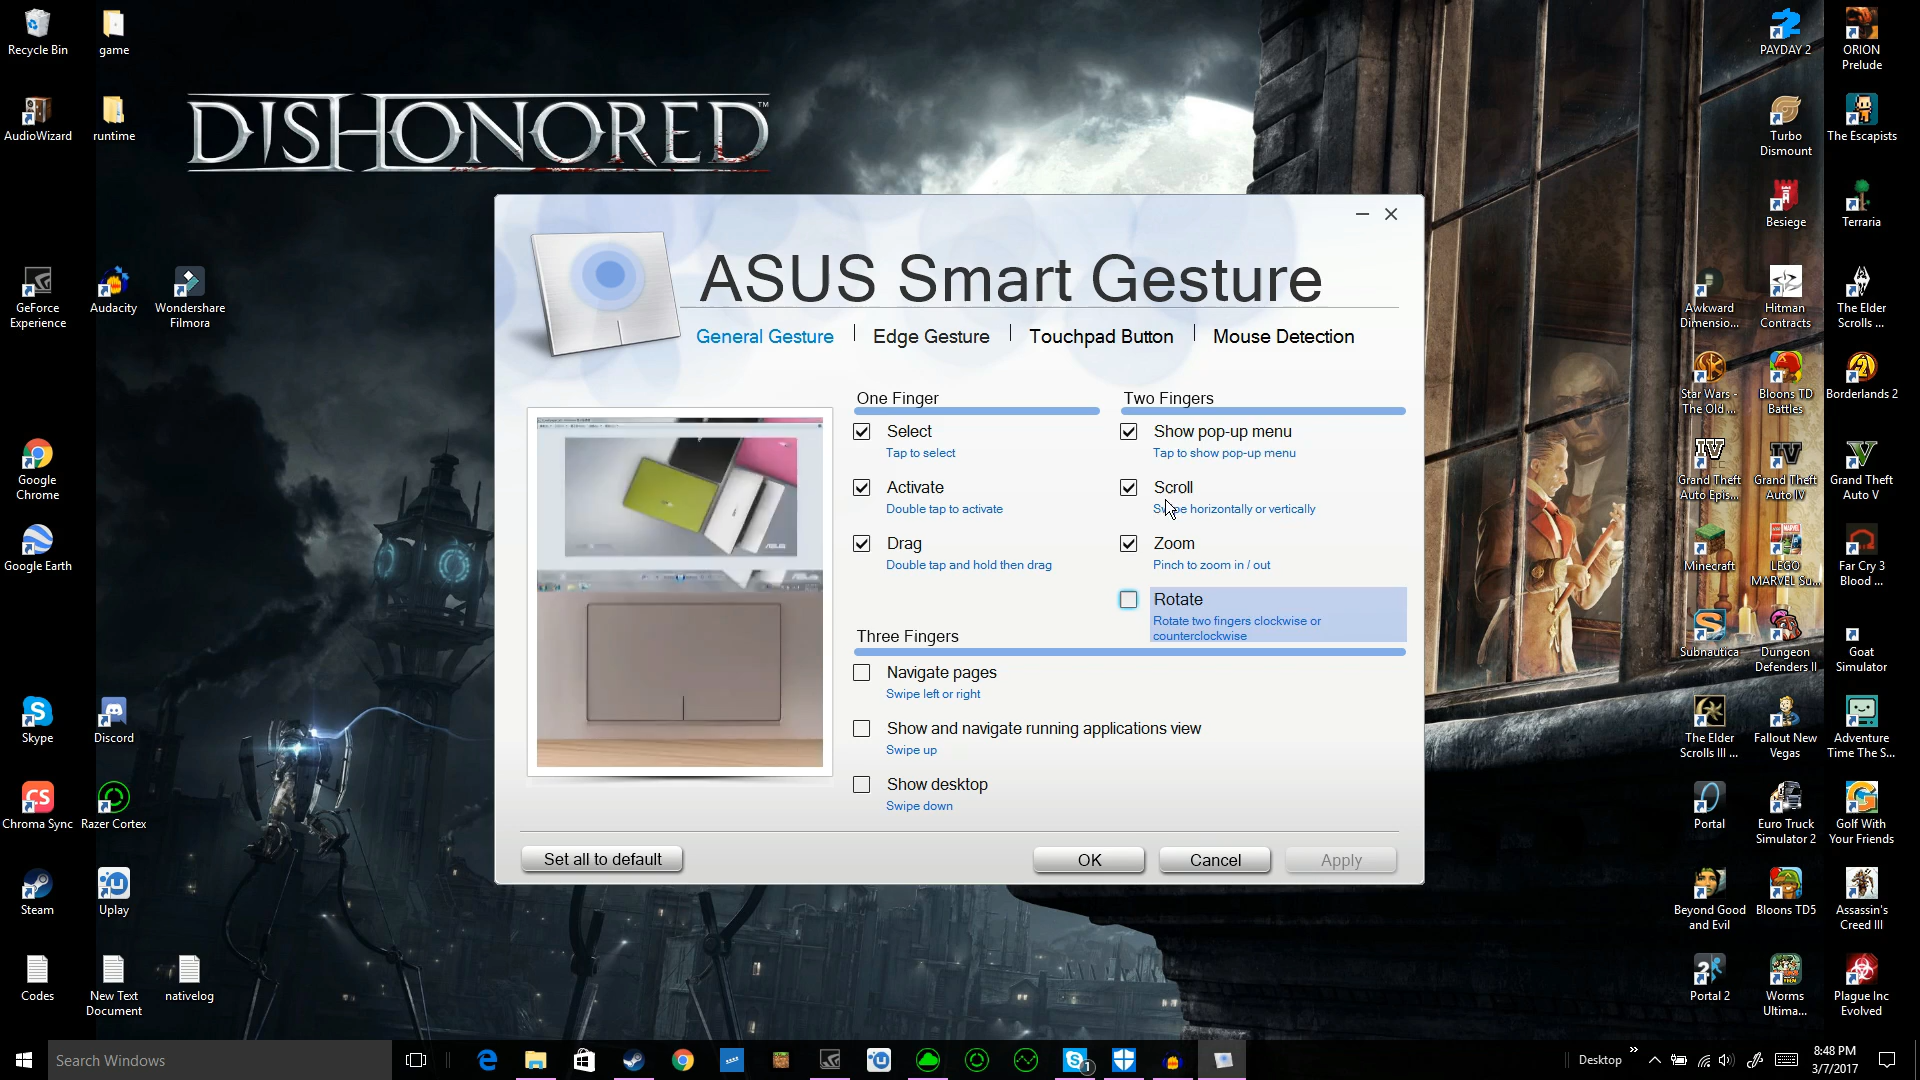 Recycle Bin
game
AudioWizard
runtime
DISHONORED™
GeForce
Experience
Audacity
Wondershare
Filmora
Google
Chrome
Google Earth
Skype
Discord
Chroma Sync
Razer Cortex
Steam
Uplay
Codes
New Text
Document
nativelog
ASUS Smart Gesture
General Gesture
Edge Gesture
Touchpad Button
Mouse Detection
One Finger
Select
Tap to select
Activate
Double tap to activate
Drag
Double tap and hold then drag
Two Fingers
Show pop-up menu
Tap to show pop-up menu
Scroll
Swipe horizontally or vertically
Zoom
Pinch to zoom in / out
Rotate
Rotate two fingers clockwise or
counterclockwise
Three Fingers
Navigate pages
Swipe left or right
Show and navigate running applications view
Swipe up
Show desktop
Swipe down
Set all to default
OK
Cancel
Apply
PAYDAY 2
ORION
Prelude
Turbo
Dismount
The Escapists
Besiege
Terraria
Awkward
Dimensio...
Hitman
Contracts
The Elder
Scrolls ...
Star Wars -
The Old ...
Bloons TD
Battles
Borderlands 2
Grand Theft
Auto Epis...
Grand Theft
Auto IV
Grand Theft
Auto V
Minecraft
LEGO
MARVEL Su...
Far Cry 3
Blood ...
Subnautica
Dungeon
Defenders II
Goat
Simulator
The Elder
Scrolls III ...
Fallout New
Vegas
Adventure
Time The S...
Portal
Euro Truck
Simulator 2
Golf With
Your Friends
Beyond Good
and Evil
Bloons TD5
Assassin's
Creed III
Portal 2
Worms
Ultima...
Plague Inc
Evolved
Search Windows
1
Desktop
8:48 PM
3/7/2017